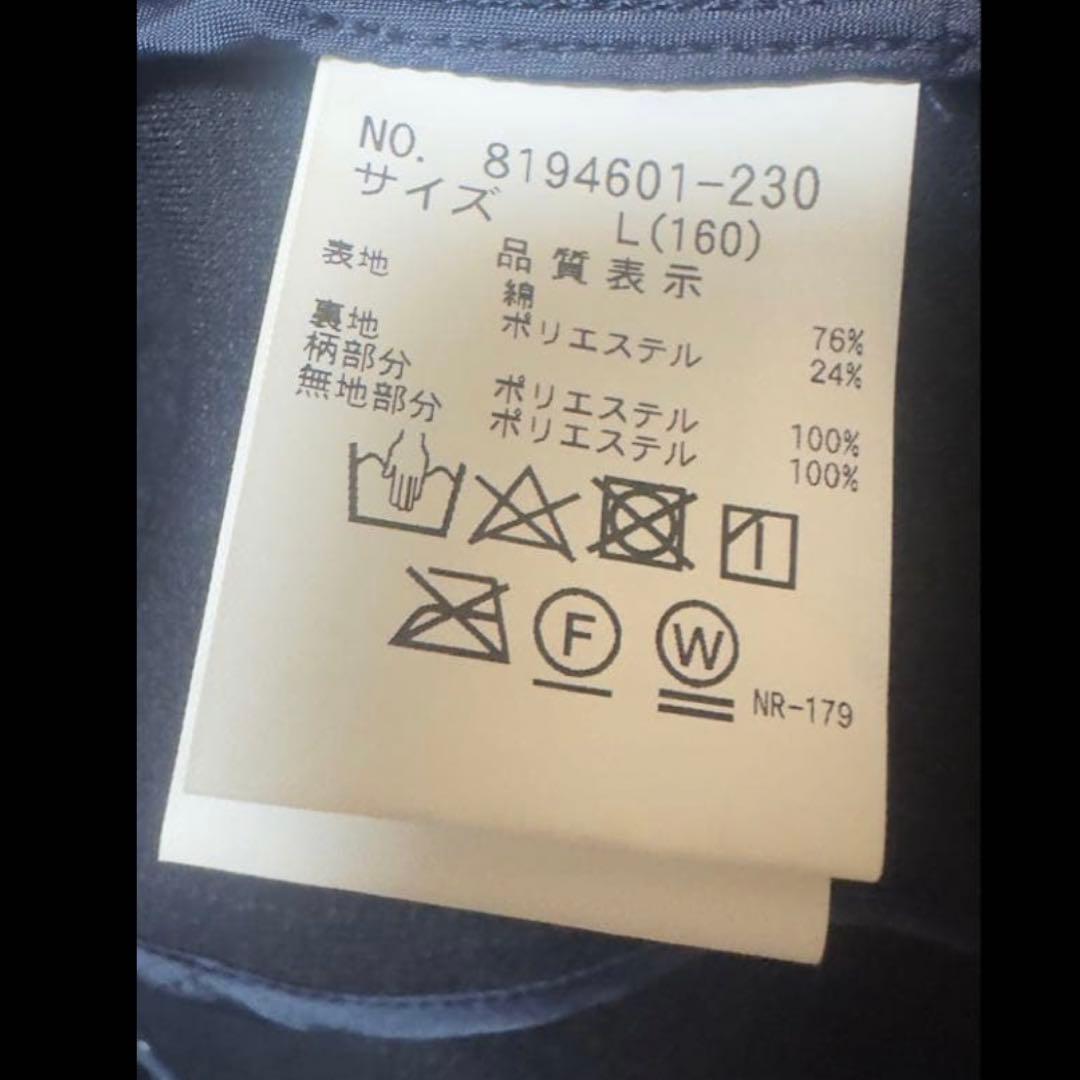 NO. 8194601-230
サイズ L(160)
品質表示
表地 綿 76%
ポリエステル 24%
裏地
柄部分 ポリエステル 100%
無地部分 ポリエステル 100%
F
W
NR-179